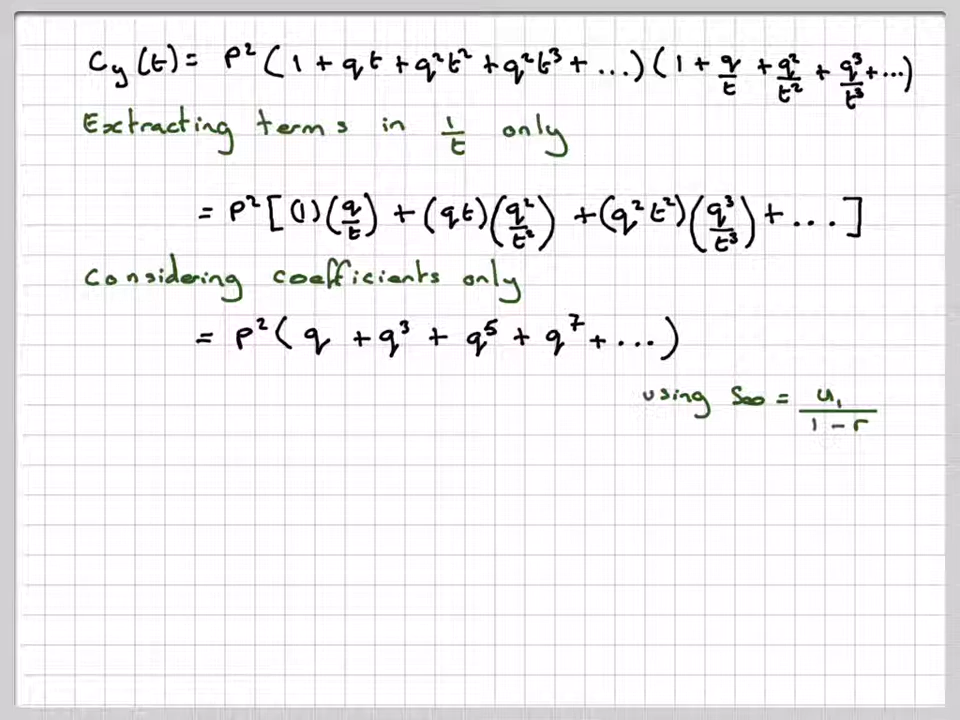 C_y(t) = P²(1 + qt + q²t² + q²t³ + ...)(1 + q/t + q²/t² + q³/t³ + ...)
Extracting terms in 1/t only
= P²[(1)(q/t) + (qt)(q²/t²) + (q²t²)(q³/t³) + ...]
Considering coefficients only
= P²(q + q³ + q⁵ + q⁷ + ...)
using S∞ = u₁/(1 - r)